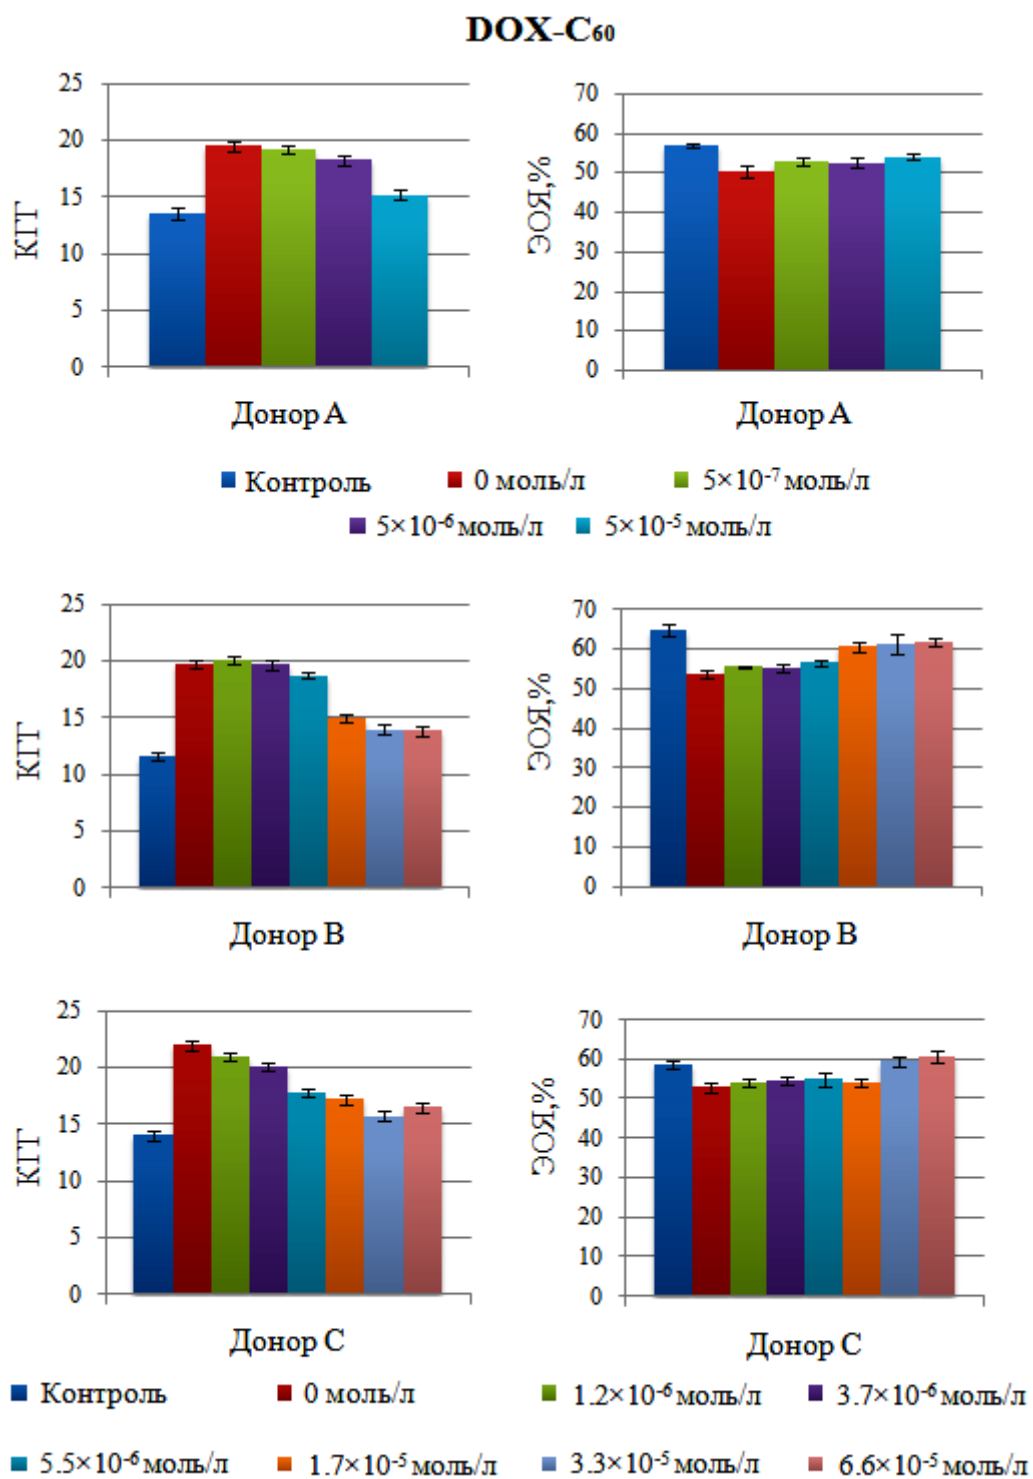 DOX-C₆₀
25
20
15
10
5
0
КГГ
Донор А
70
60
50
40
30
20
10
0
ЭОЯ,%
Донор А
Контроль
0 моль/л
5×10⁻⁷ моль/л
5×10⁻⁶ моль/л
5×10⁻⁵ моль/л
25
20
15
10
5
0
КГГ
Донор В
70
60
50
40
30
20
10
0
ЭОЯ,%
Донор В
25
20
15
10
5
0
КГГ
Донор С
70
60
50
40
30
20
10
0
ЭОЯ,%
Донор С
Контроль
0 моль/л
1.2×10⁻⁶ моль/л
3.7×10⁻⁶ моль/л
5.5×10⁻⁶ моль/л
1.7×10⁻⁵ моль/л
3.3×10⁻⁵ моль/л
6.6×10⁻⁵ моль/л